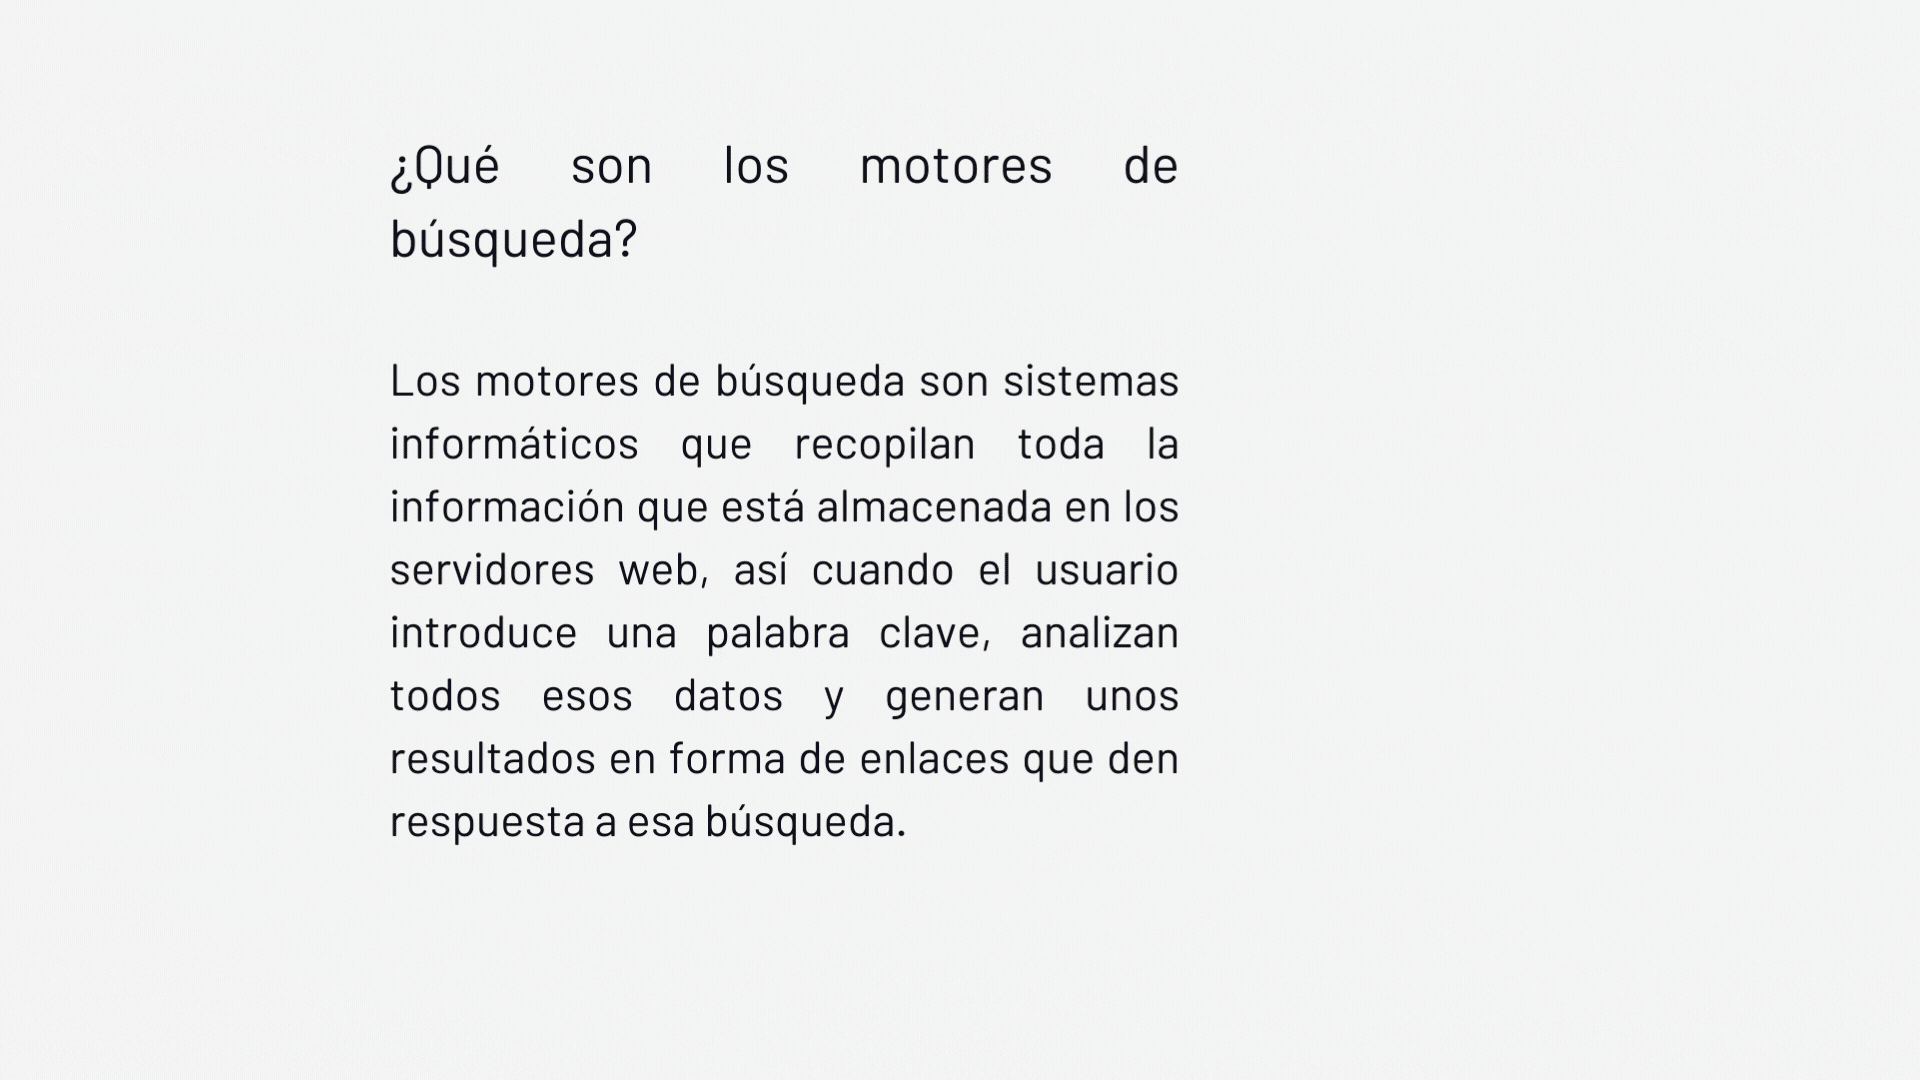 ¿Qué son los motores de
búsqueda?
Los motores de búsqueda son sistemas
informáticos que recopilan toda la
información que está almacenada en los
servidores web, así cuando el usuario
introduce una palabra clave, analizan
todos esos datos y generan unos
resultados en forma de enlaces que den
respuesta a esa búsqueda.